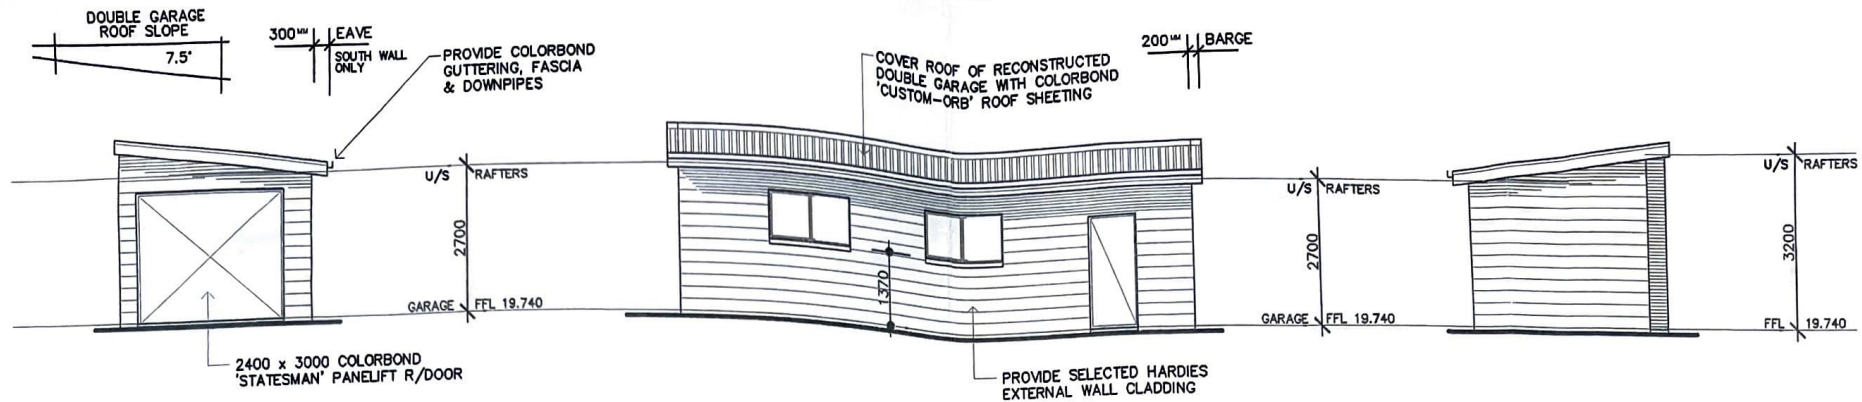 DOUBLE GARAGE
ROOF SLOPE
7.5°
300MM
EAVE
SOUTH WALL
ONLY
PROVIDE COLORBOND
GUTTERING, FASCIA
& DOWNPIPES
COVER ROOF OF RECONSTRUCTED
DOUBLE GARAGE WITH COLORBOND
'CUSTOM-ORB' ROOF SHEETING
200MM
BARGE
U/S RAFTERS
2700
GARAGE FFL 19.740
2400 x 3000 COLORBOND
'STATESMAN' PANELIFT R/DOOR
1370
PROVIDE SELECTED HARDIES
EXTERNAL WALL CLADDING
U/S RAFTERS
2700
GARAGE FFL 19.740
U/S RAFTERS
3200
FFL 19.740